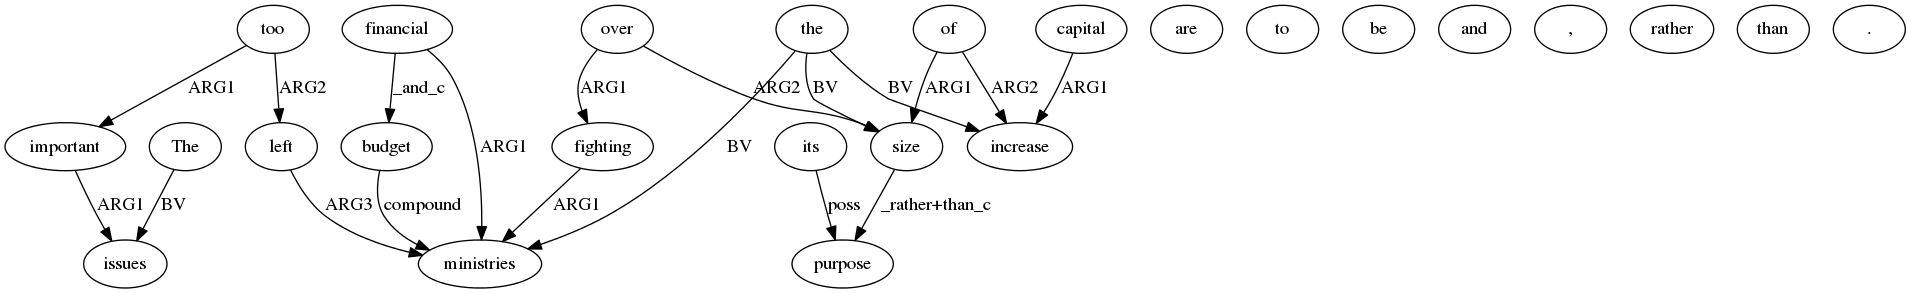 too financial over the of capital are to be and , rather than .
ARG1 ARG2 _and_c ARG1 ARG2 BV BV ARG1 ARG2 ARG1
important The left budget fighting its size increase
ARG1 BV ARG3 compound ARG1 ARG1 BV poss _rather+than_c
issues ministries purpose